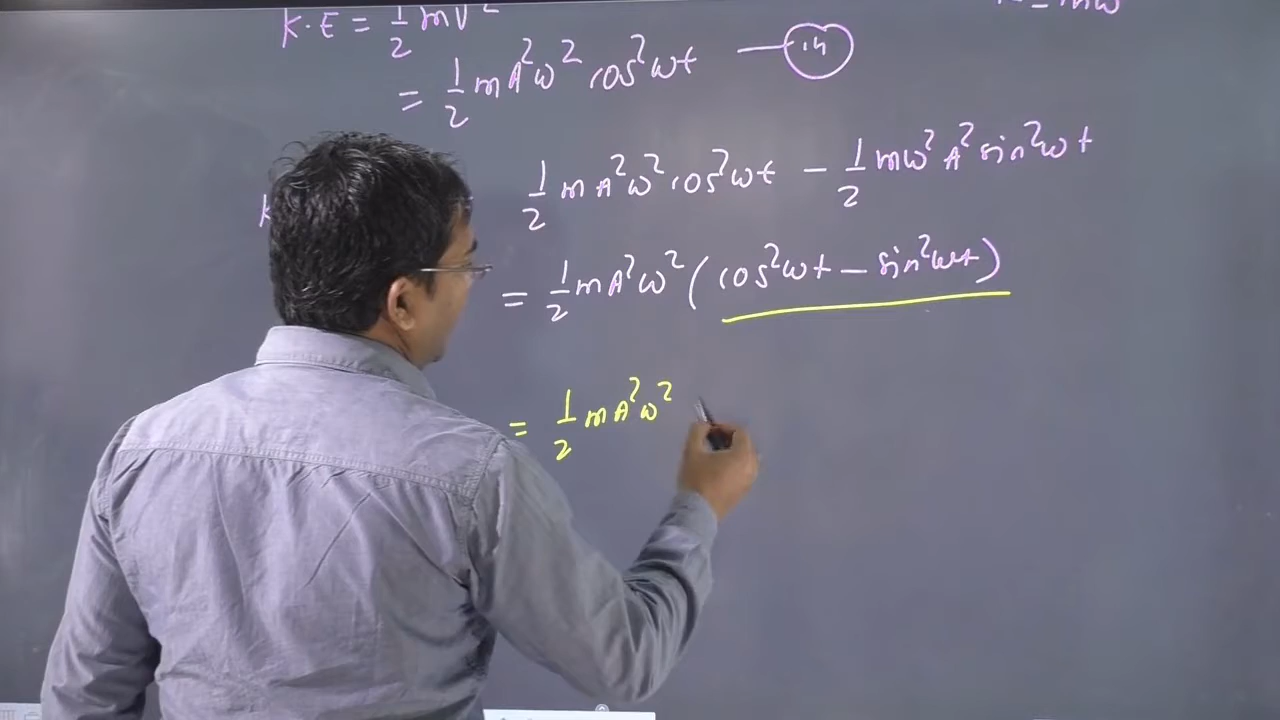 K.E = 1/2 mv²
= 1/2 mA²ω² cos²ωt —
1/2 mA²ω² cos²ωt − 1/2 mω²A² sin²ωt
= 1/2 mA²ω² (cos²ωt − sin²ωt)
= 1/2 mA²ω²